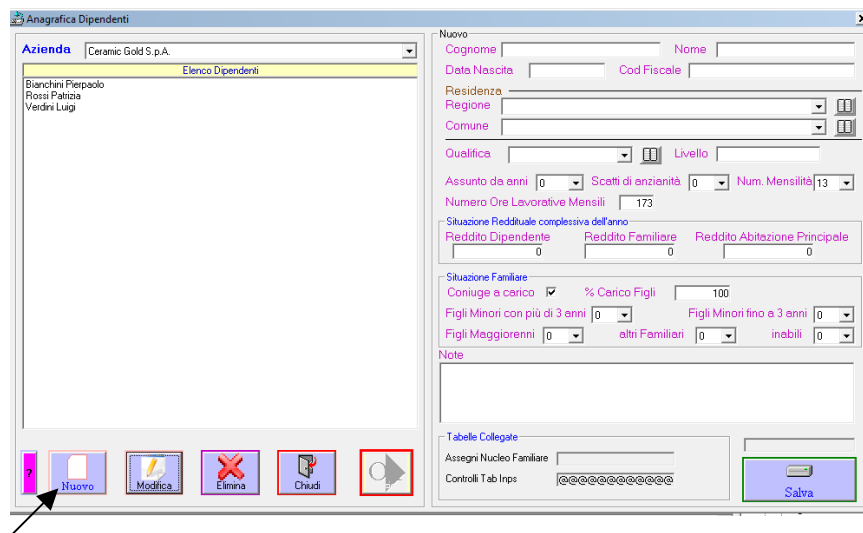 Anagrafica Dipendenti
Azienda Ceramic Gold S.p.A.
Elenco Dipendenti
Bianchini Pierpaolo
Rossi Patrizia
Verdini Luigi
? Nuovo Modifica Elimina Chiudi
Nuovo
Cognome Nome
Data Nascita Cod Fiscale
Residenza
Regione
Comune
Qualifica Livello
Assunto da anni 0 Scatti di anzianità 0 Num. Mensilità 13
Numero Ore Lavorative Mensili 173
Situazione Reddituale complessiva dell'anno
Reddito Dipendente Reddito Familiare Reddito Abitazione Principale
0 0 0
Situazione Familiare
Coniuge a carico % Carico Figli 100
Figli Minori con più di 3 anni 0 Figli Minori fino a 3 anni 0
Figli Maggiorenni 0 altri Familiari 0 inabili 0
Note
Tabelle Collegate
Assegni Nucleo Familiare
Controlli Tab Inps @@@@@@@@@@@@
Salva